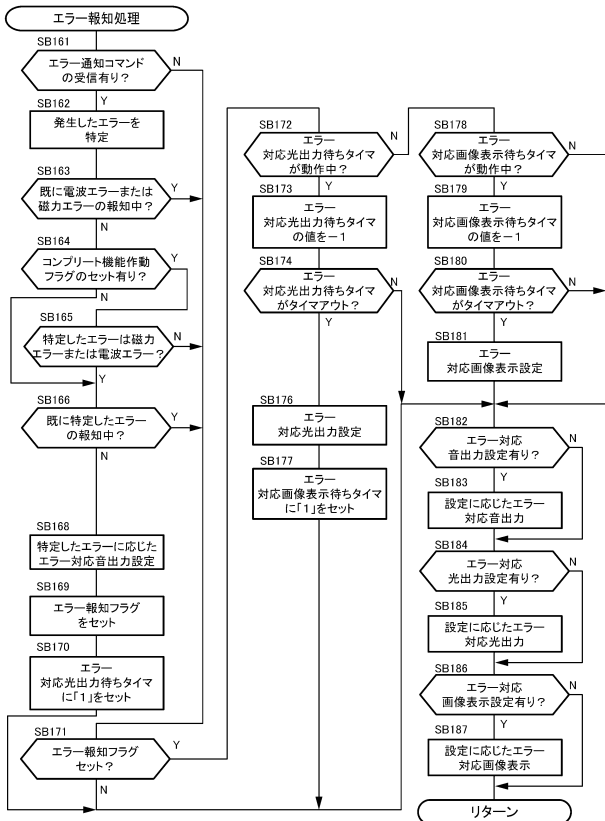 エラー報知処理
SB161
エラー通知コマンド
の受信有り？
N
Y
SB162
発生したエラーを
特定
SB163
既に電波エラーまたは
磁力エラーの報知中？
Y
N
SB164
コンプリート機能作動
フラグのセット有り？
Y
N
SB165
特定したエラーは磁力
エラーまたは電波エラー？
N
Y
SB166
既に特定したエラー
の報知中？
Y
N
SB168
特定したエラーに応じた
エラー対応音出力設定
SB169
エラー報知フラグ
をセット
SB170
エラー
対応光出力待ちタイマ
に「１」をセット
SB171
エラー報知フラグ
セット？
Y
N
SB172
エラー
対応光出力待ちタイマ
が動作中？
N
Y
SB173
エラー
対応光出力待ちタイマ
の値を－１
SB174
エラー
対応光出力待ちタイマ
がタイムアウト？
N
Y
SB176
エラー
対応光出力設定
SB177
エラー
対応画像表示待ちタイマ
に「１」をセット
SB178
エラー
対応画像表示待ちタイマ
が動作中？
N
Y
SB179
エラー
対応画像表示待ちタイマ
の値を－１
SB180
エラー
対応画像表示待ちタイマ
がタイマアウト？
N
Y
SB181
エラー
対応画像表示設定
SB182
エラー対応
音出力設定有り？
N
Y
SB183
設定に応じたエラー
対応音出力
SB184
エラー対応
光出力設定有り？
N
Y
SB185
設定に応じたエラー
対応光出力
SB186
エラー対応
画像表示設定有り？
N
Y
SB187
設定に応じたエラー
対応画像表示
リターン